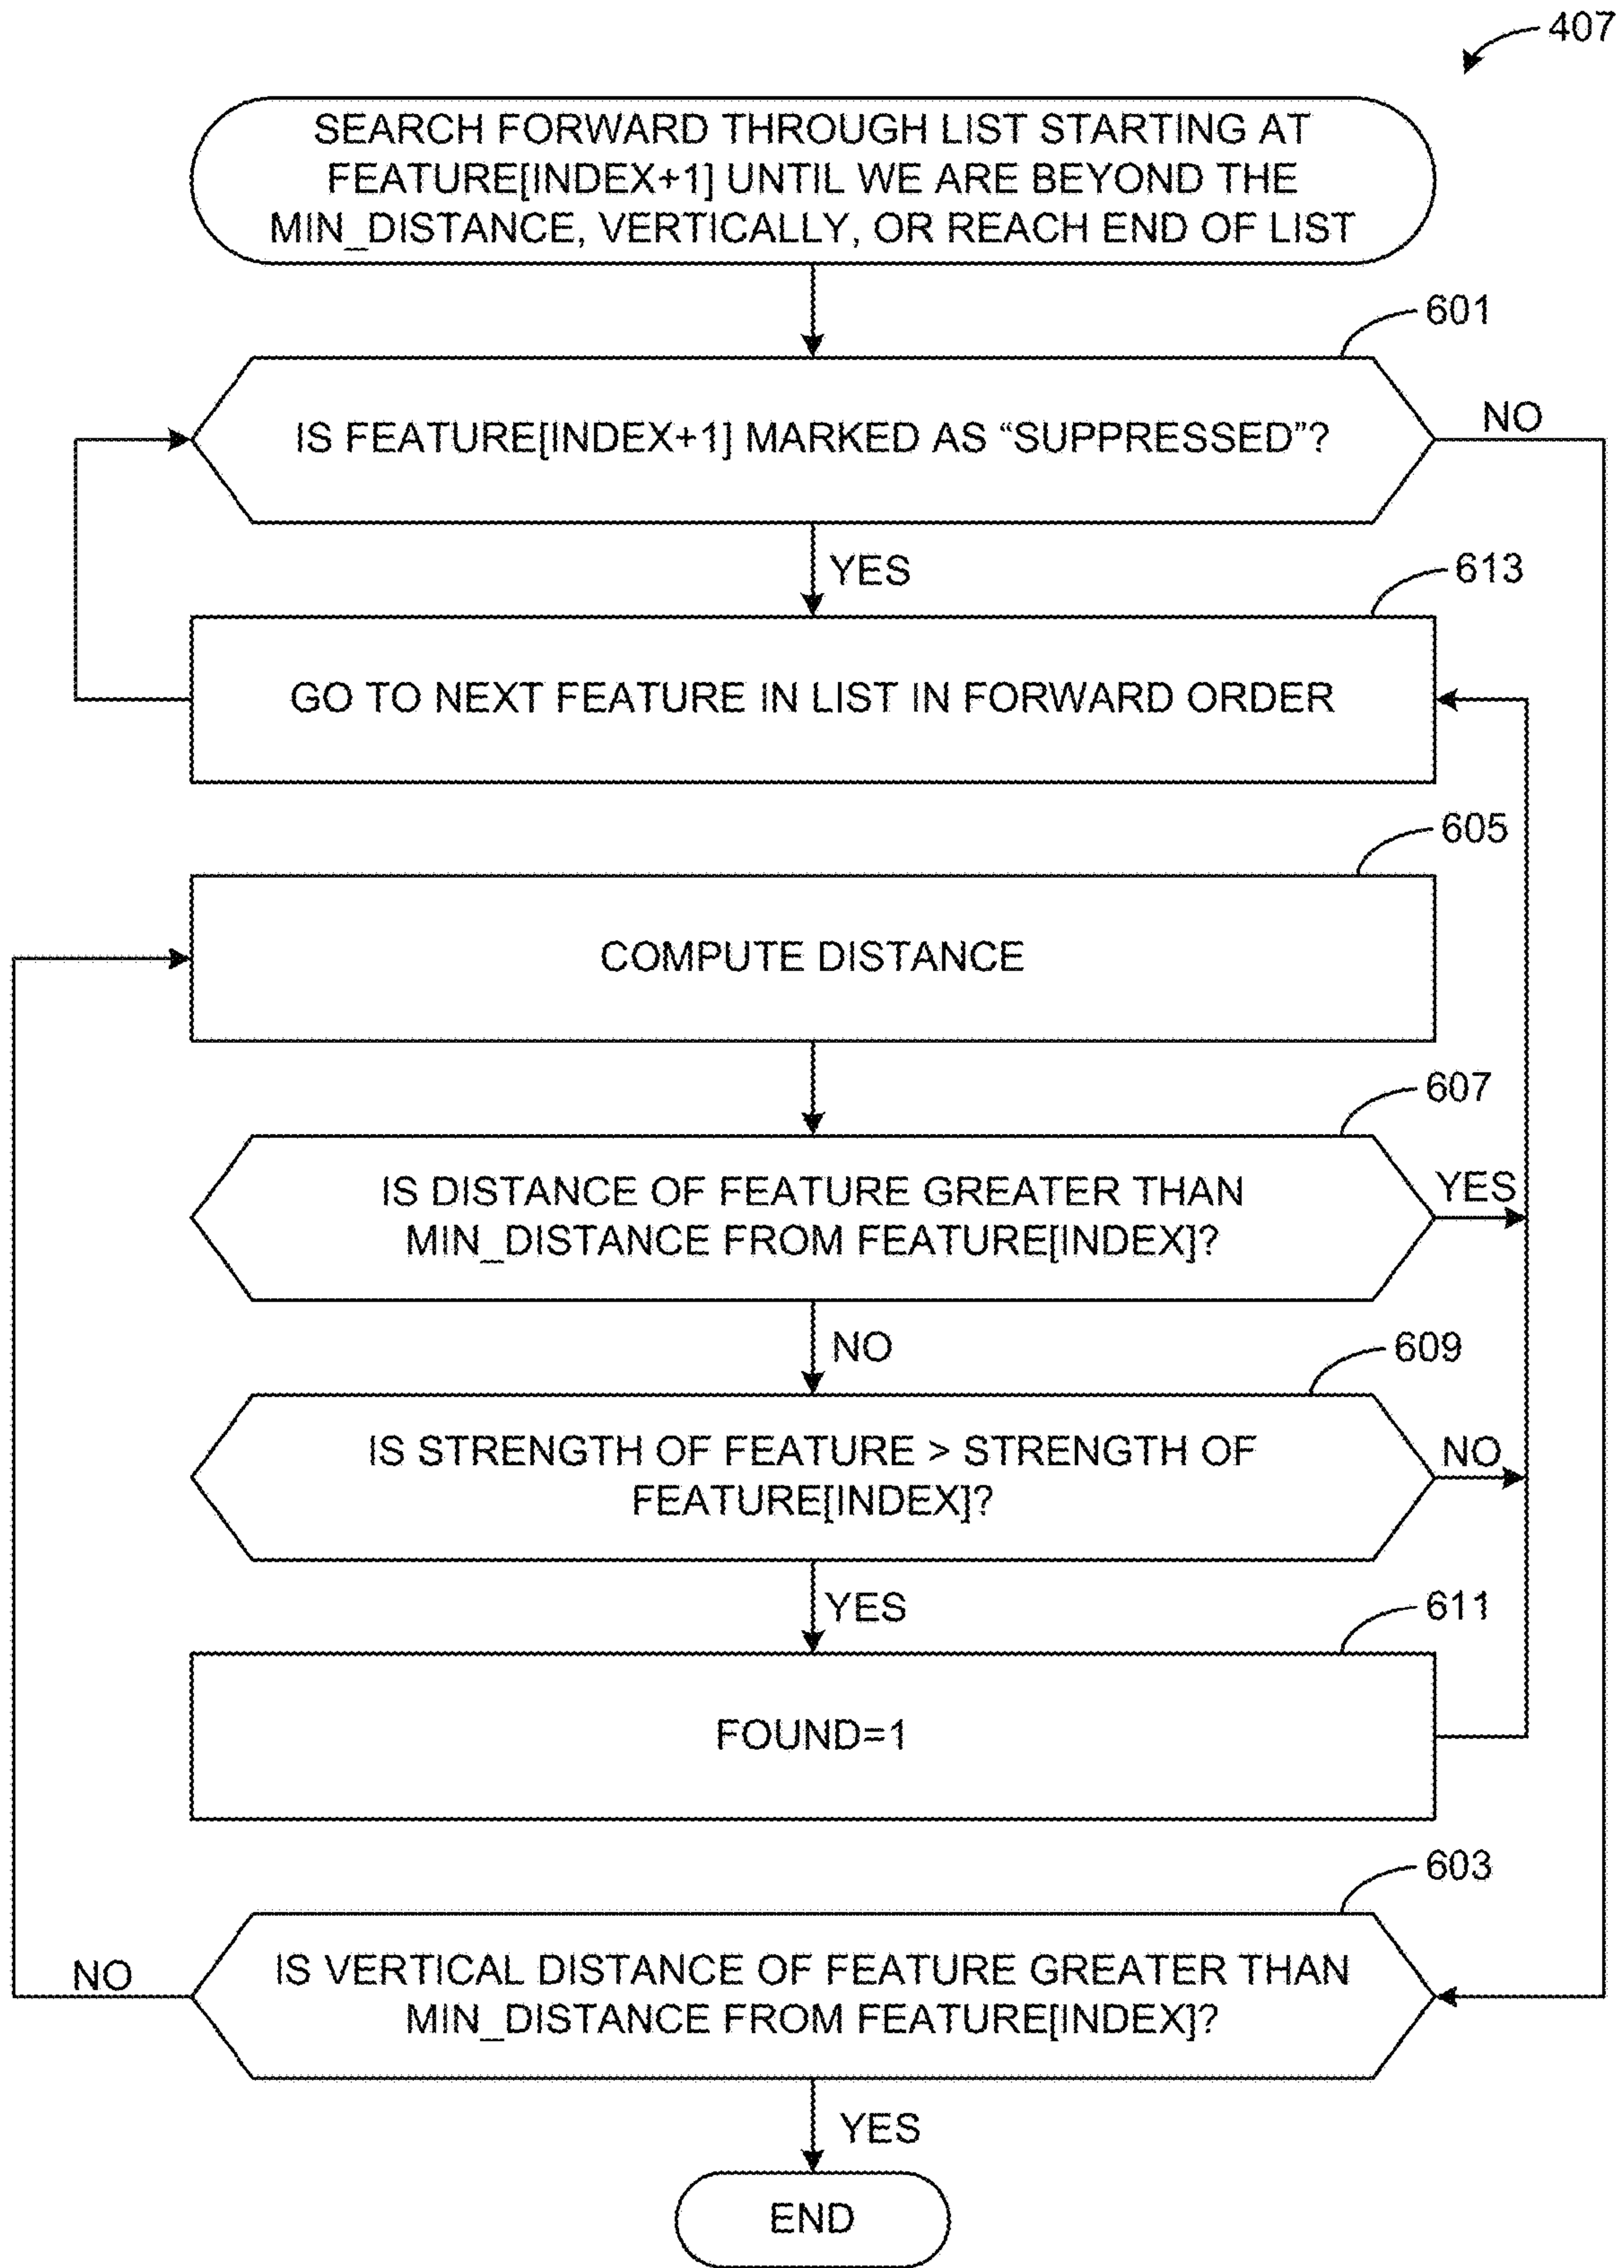 407
SEARCH FORWARD THROUGH LIST STARTING AT
FEATURE[INDEX+1] UNTIL WE ARE BEYOND THE
MIN_DISTANCE, VERTICALLY, OR REACH END OF LIST
601
IS FEATURE[INDEX+1] MARKED AS “SUPPRESSED”?
NO
YES
613
GO TO NEXT FEATURE IN LIST IN FORWARD ORDER
605
COMPUTE DISTANCE
607
IS DISTANCE OF FEATURE GREATER THAN
MIN_DISTANCE FROM FEATURE[INDEX]?
YES
NO
609
IS STRENGTH OF FEATURE > STRENGTH OF
FEATURE[INDEX]?
NO
YES
611
FOUND=1
603
IS VERTICAL DISTANCE OF FEATURE GREATER THAN
MIN_DISTANCE FROM FEATURE[INDEX]?
NO
YES
END